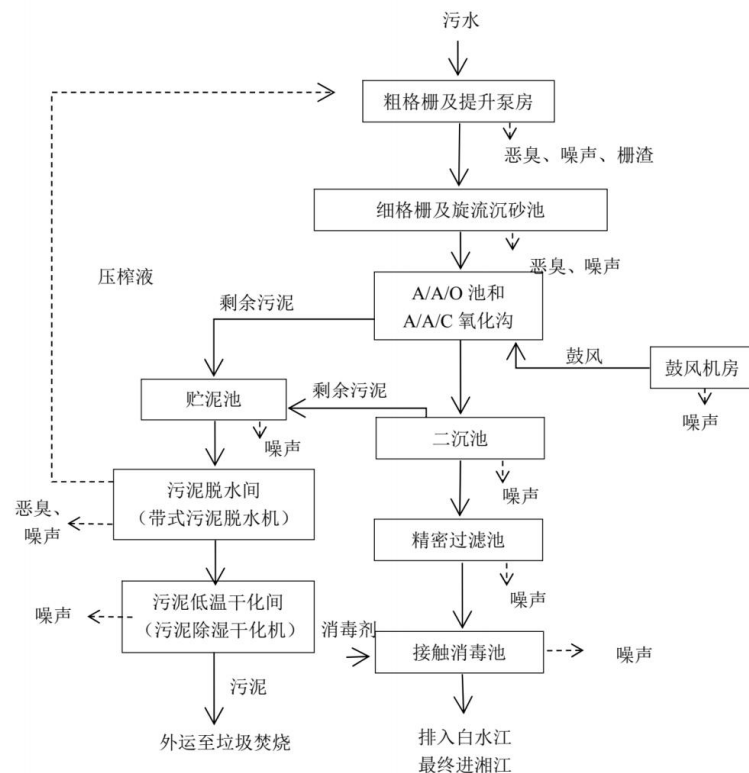 污水
粗格栅及提升泵房
恶臭、噪声、栅渣
细格栅及旋流沉砂池
恶臭、噪声
压榨液
A/A/O 池和
A/A/C 氧化沟
剩余污泥
鼓风
鼓风机房
噪声
贮泥池
剩余污泥
噪声
二沉池
噪声
污泥脱水间
（带式污泥脱水机）
恶臭、
噪声
精密过滤池
噪声
污泥低温干化间
（污泥除湿干化机）
噪声
消毒剂
接触消毒池
噪声
污泥
外运至垃圾焚烧
排入白水江
最终进湘江